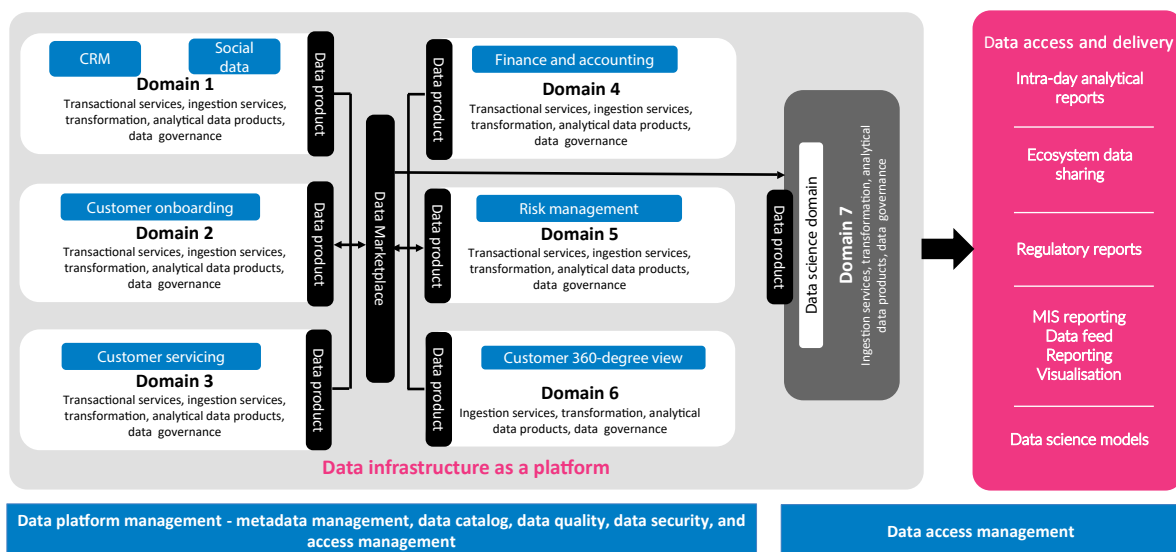 CRM
Social
data
Domain 1
Transactional services, ingestion services,
transformation, analytical data products,
data governance
Data product
Customer onboarding
Domain 2
Transactional services, ingestion services,
transformation, analytical data products,
data governance
Data product
Customer servicing
Domain 3
Transactional services, ingestion services,
transformation, analytical data products,
data governance
Data product
Data Marketplace
Data product
Finance and accounting
Domain 4
Transactional services, ingestion services,
transformation, analytical data products,
data governance
Data product
Risk management
Domain 5
Transactional services, ingestion services,
transformation, analytical data products,
data governance
Data product
Customer 360-degree view
Domain 6
Ingestion services, transformation, analytical
data products, data governance
Data product
Data science domain
Domain 7
Ingestion services, transformation, analytical
data products, data governance
Data infrastructure as a platform
Data access and delivery
Intra-day analytical
reports
Ecosystem data
sharing
Regulatory reports
MIS reporting
Data feed
Reporting
Visualisation
Data science models
Data platform management - metadata management, data catalog, data quality, data security, and
access management
Data access management